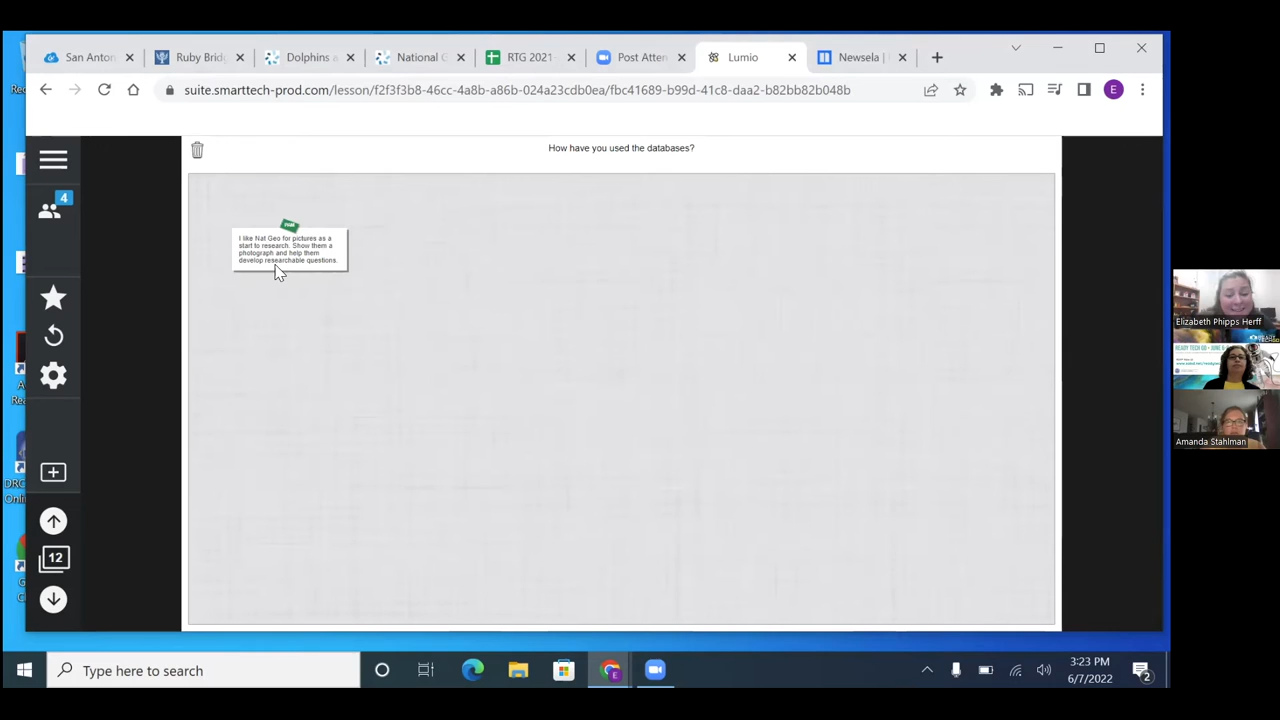 San Anton
Ruby Bridg
Dolphins a
National G
RTG 2021-
Post Atten
Lumio
Newsela |
suite.smarttech-prod.com/lesson/f2f3f3b8-46cc-4a8b-a86b-024a23cdb0ea/fbc41689-b99d-41c8-daa2-b82bb82b048b
E
How have you used the databases?
4
I like Nat Geo for pictures as a
start to research. Show them a
photograph and help them
develop researchable questions.
12
Elizabeth Phipps Herff
Amanda Stahlman
Type here to search
3:23 PM
6/7/2022
2